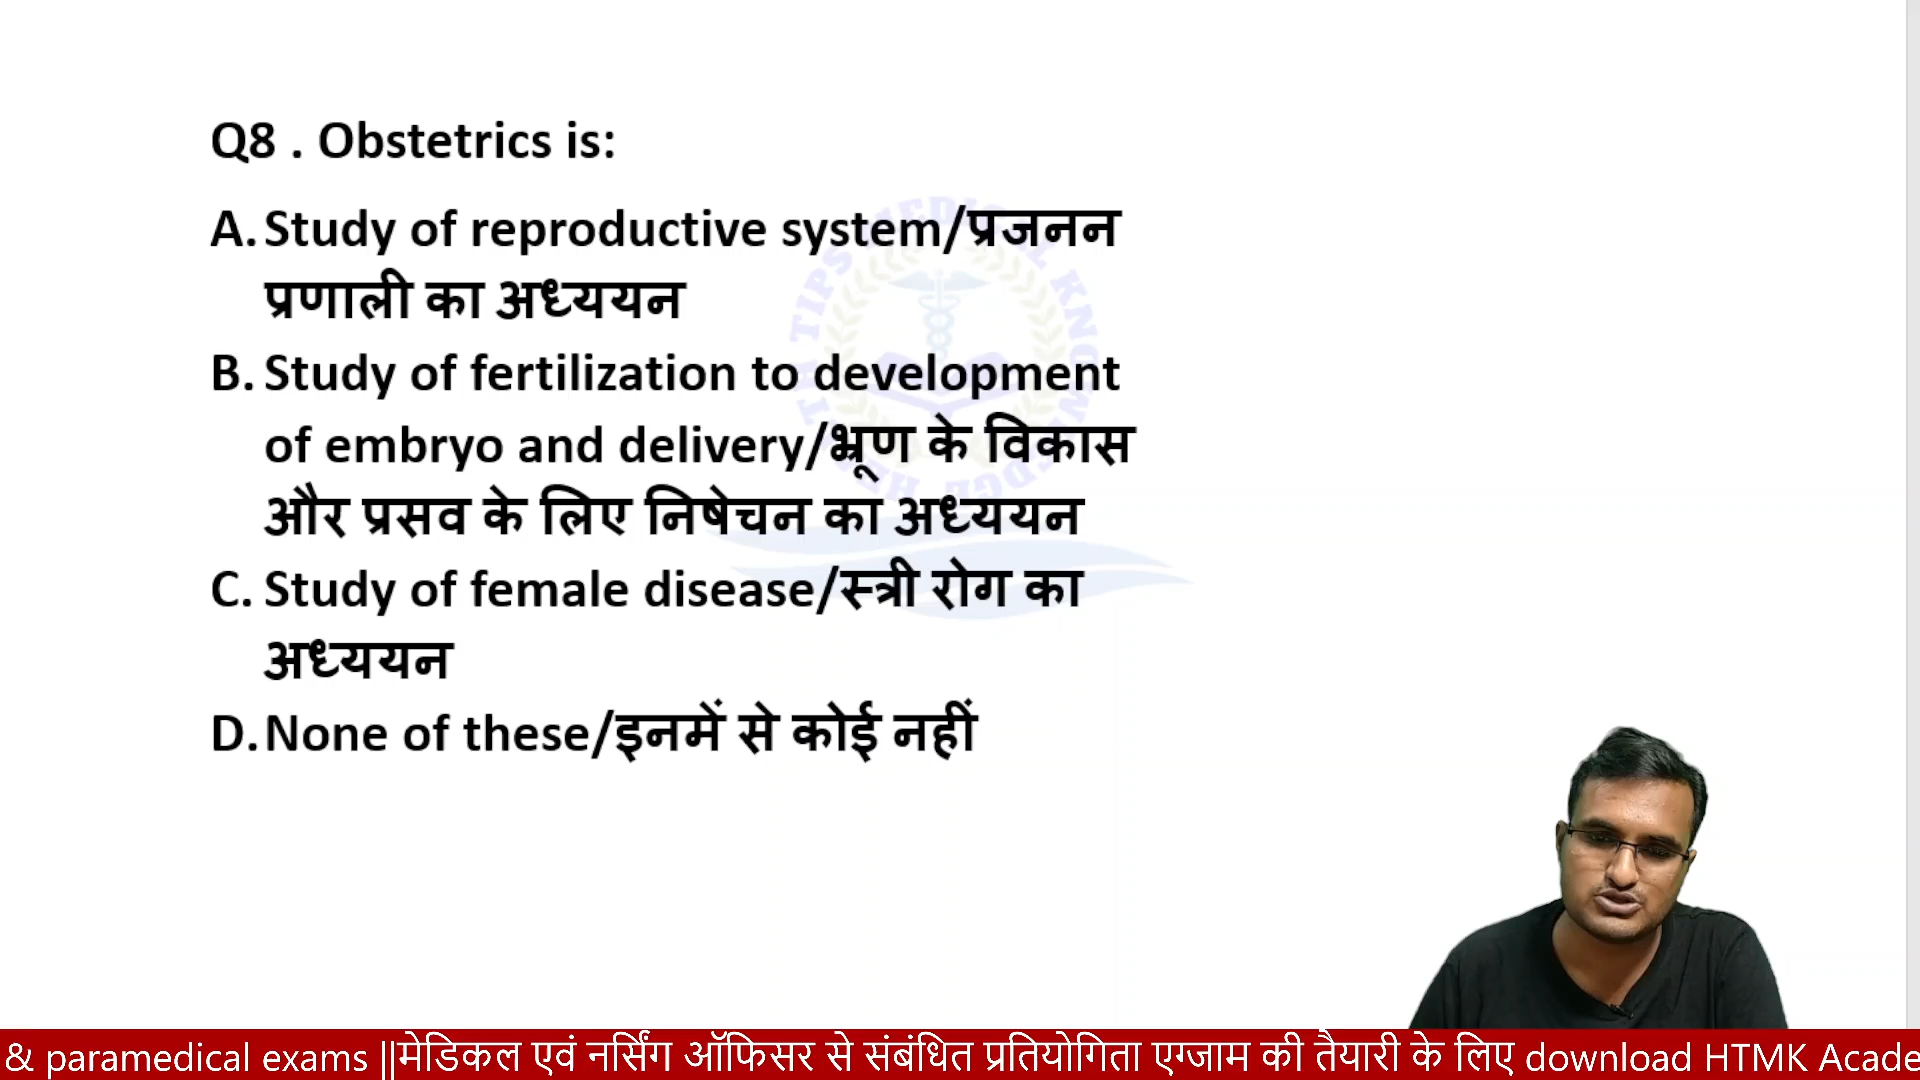 Q8 . Obstetrics is:
A. Study of reproductive system/प्रजनन
प्रणाली का अध्ययन
B. Study of fertilization to development
of embryo and delivery/भ्रूण के विकास
और प्रसव के लिए निषेचन का अध्ययन
C. Study of female disease/स्त्री रोग का
अध्ययन
D. None of these/इनमें से कोई नहीं
& paramedical exams ||मेडिकल एवं नर्सिंग ऑफिसर से संबंधित प्रतियोगिता एग्जाम की तैयारी के लिए download HTMK Acade